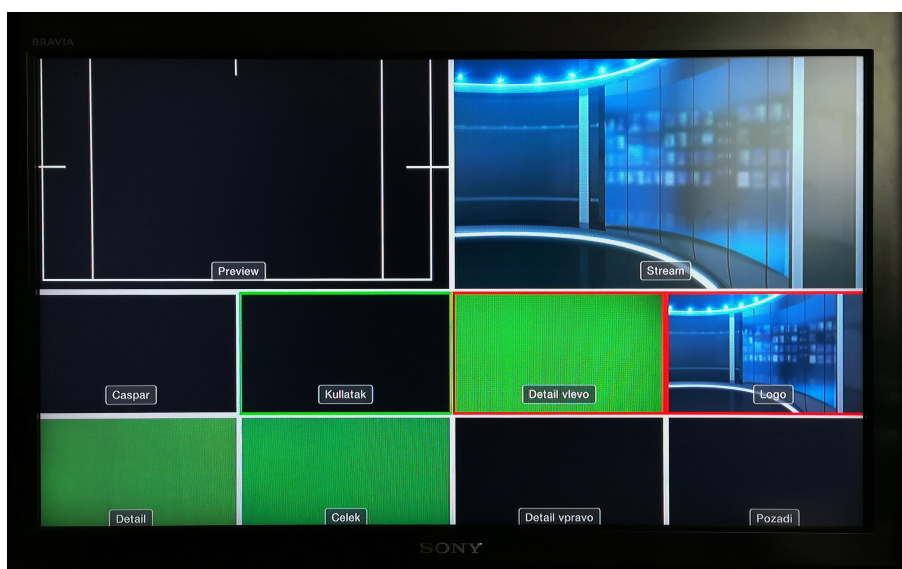 BRAVIA
Preview
Stream
Caspar
Kullatak
Detail vlevo
Logo
Detail
Celek
Detail vpravo
Pozadi
SONY